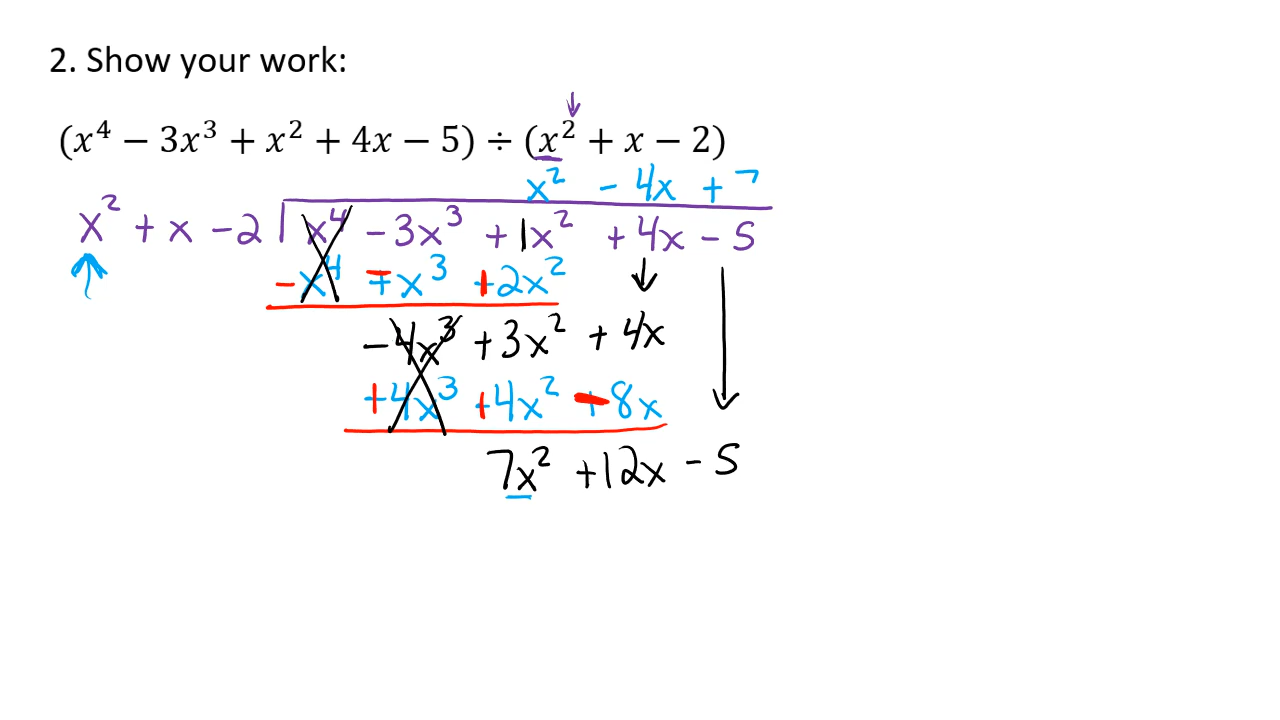 2. Show your work:
(x⁴ − 3x³ + x² + 4x − 5) ÷ (x² + x − 2)
x² - 4x + 7
x² + x - 2 x⁴ - 3x³ + 1x² + 4x - 5
- x⁴ - x³ + 2x²
- 4x³ + 3x² + 4x
+ 4x³ + 4x² - 8x
7x² + 12x - 5